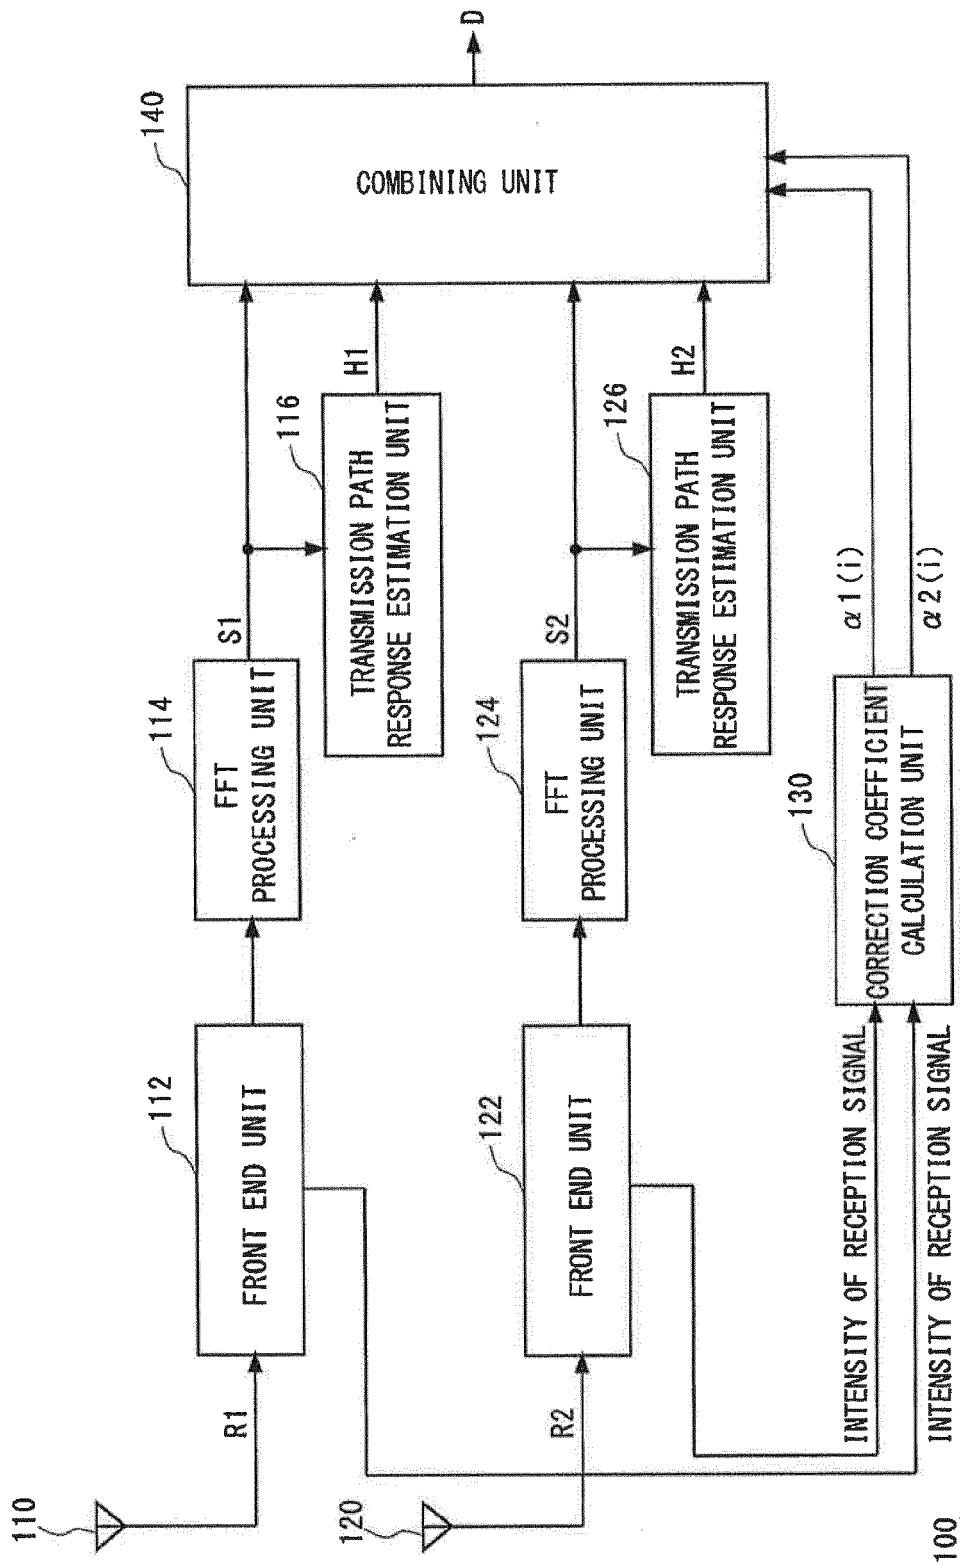 110
R1
112
FRONT END UNIT
114
FFT
PROCESSING UNIT
S1
116
TRANSMISSION PATH
RESPONSE ESTIMATION UNIT
H1
140
COMBINING UNIT
D
120
R2
122
FRONT END UNIT
124
FFT
PROCESSING UNIT
S2
126
TRANSMISSION PATH
RESPONSE ESTIMATION UNIT
H2
INTENSITY OF RECEPTION SIGNAL
INTENSITY OF RECEPTION SIGNAL
130
CORRECTION COEFFICIENT
CALCULATION UNIT
α1(i)
α2(i)
100